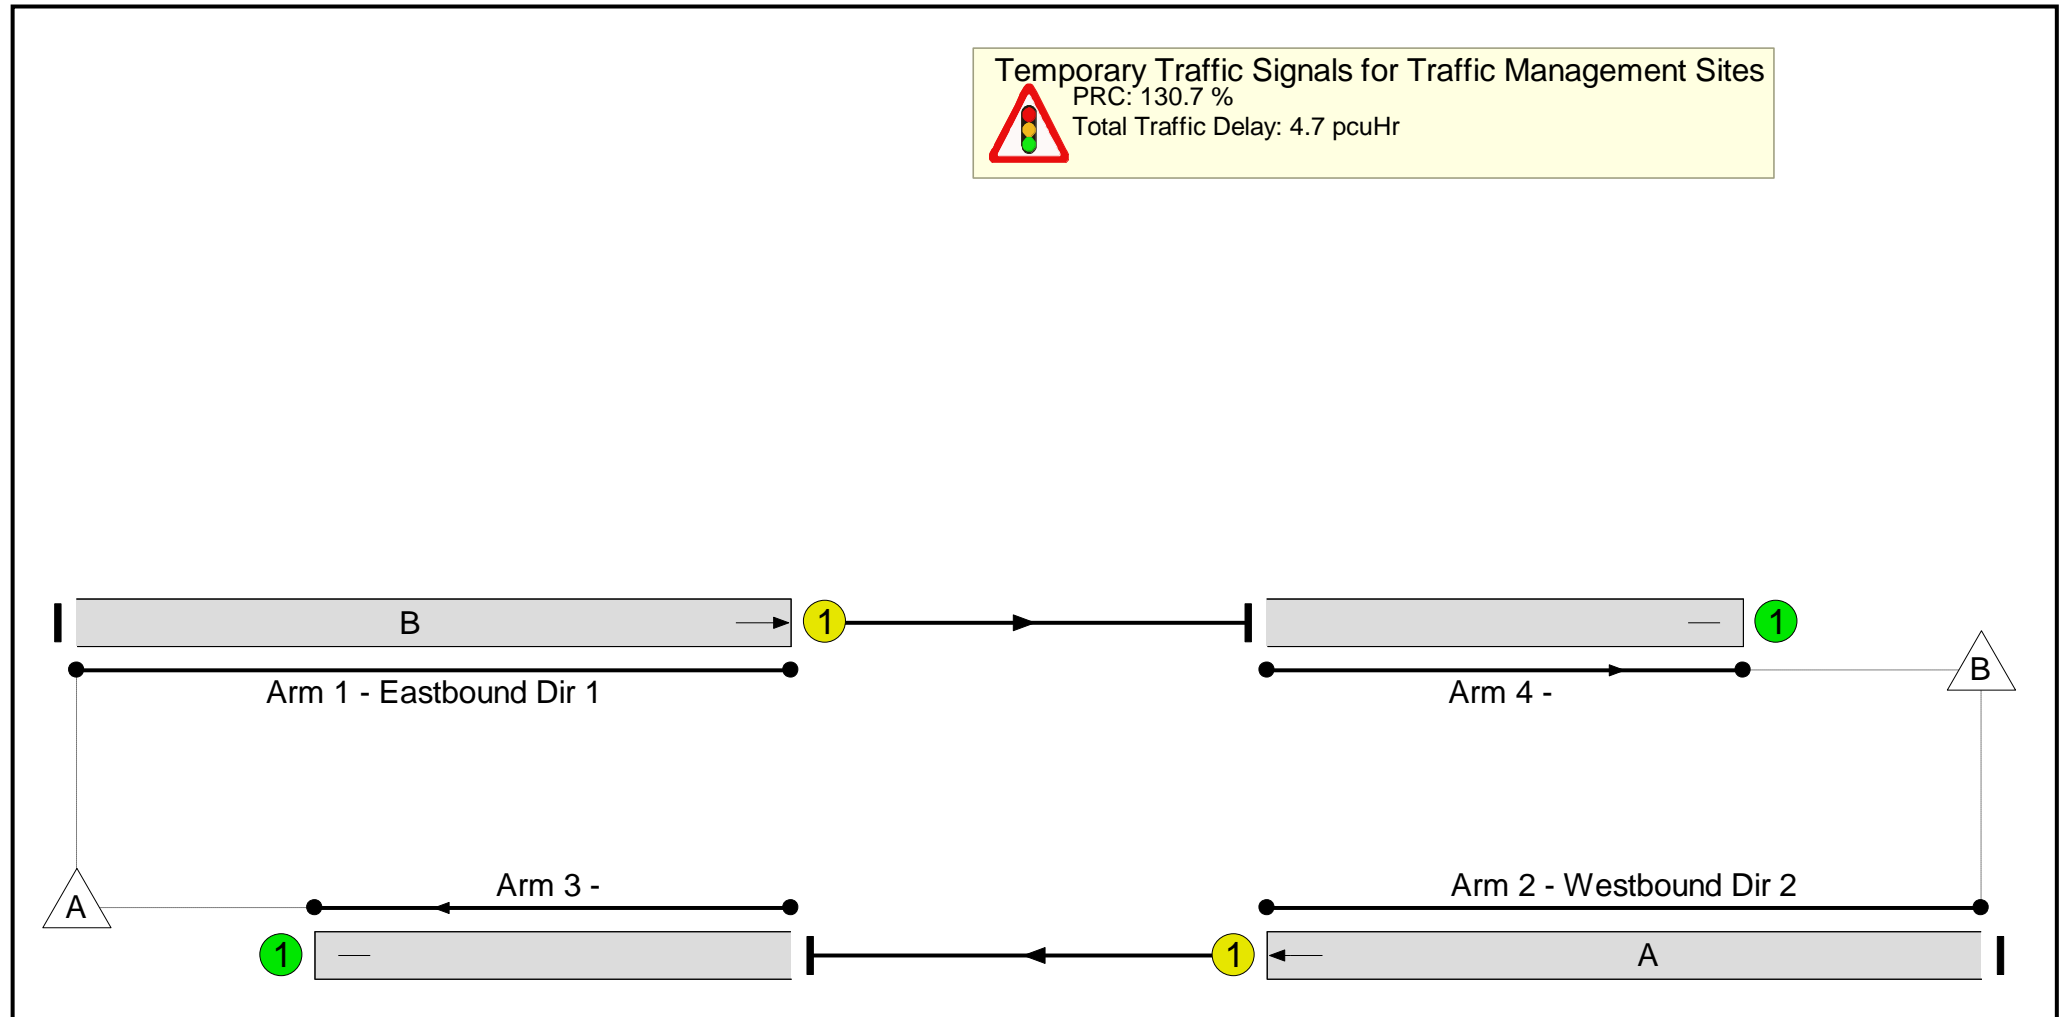 Temporary Traffic Signals for Traffic Management Sites
PRC: 130.7 %
Total Traffic Delay: 4.7 pcuHr
B
1
1
Arm 1 - Eastbound Dir 1
Arm 4 -
B
A
Arm 3 -
Arm 2 - Westbound Dir 2
1
1
A